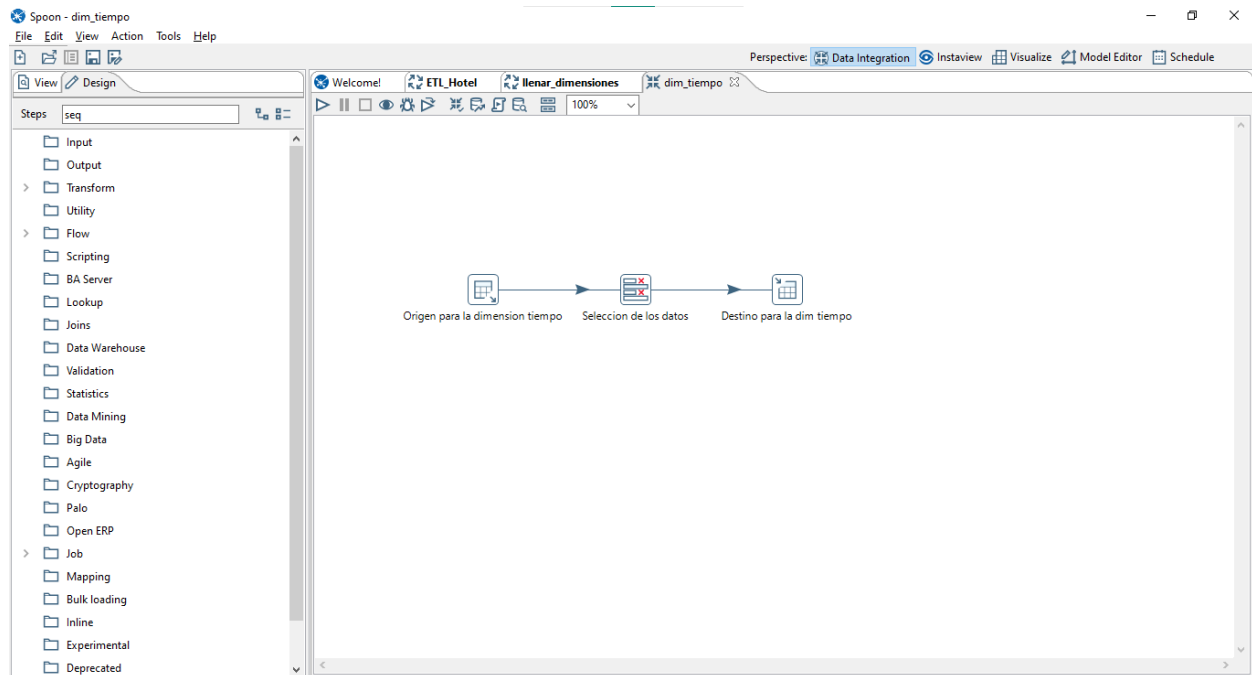 Spoon - dim_tiempo
File Edit View Action Tools Help
Perspective: Data Integration Instaview Visualize Model Editor Schedule
View Design
Welcome! ETL_Hotel llenar_dimensiones dim_tiempo
Steps seq
100%
Input
Output
Transform
Utility
Flow
Scripting
BA Server
Lookup
Joins
Data Warehouse
Validation
Statistics
Data Mining
Big Data
Agile
Cryptography
Palo
Open ERP
Job
Mapping
Bulk loading
Inline
Experimental
Deprecated
Origen para la dimension tiempo Seleccion de los datos Destino para la dim tiempo